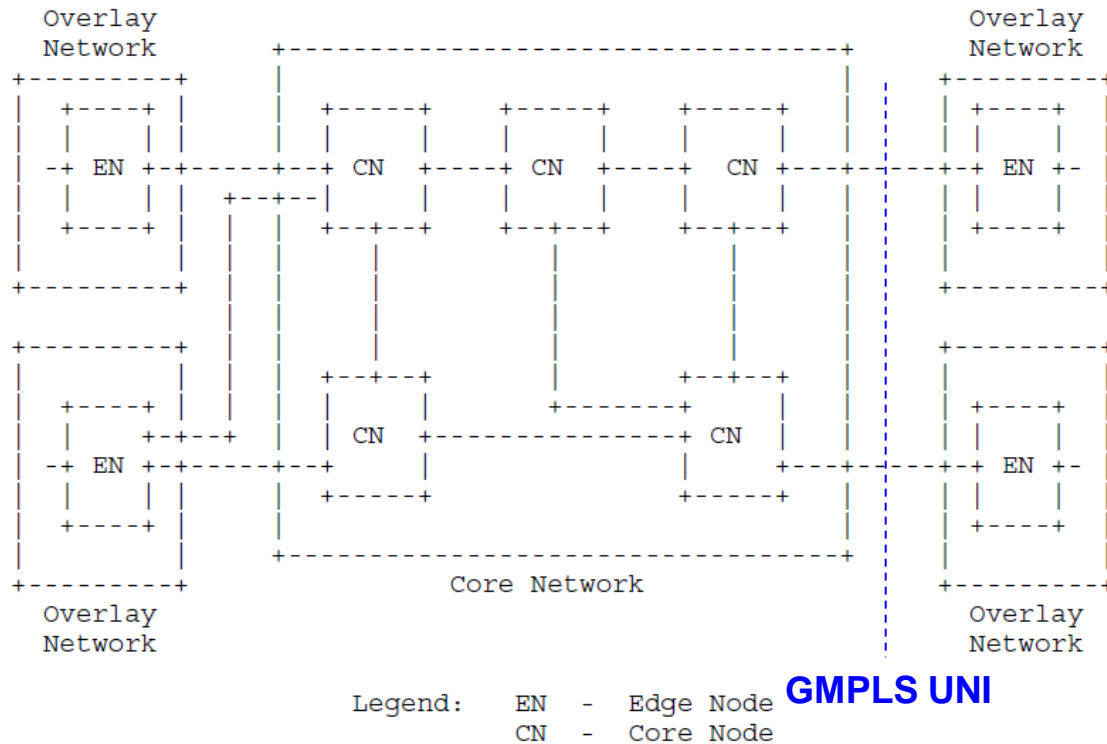 Overlay Overlay
Network Network
EN CN CN CN EN
CN CN
EN EN
Core Network
Overlay Overlay
Network Network
GMPLS UNI
Legend: EN - Edge Node
CN - Core Node